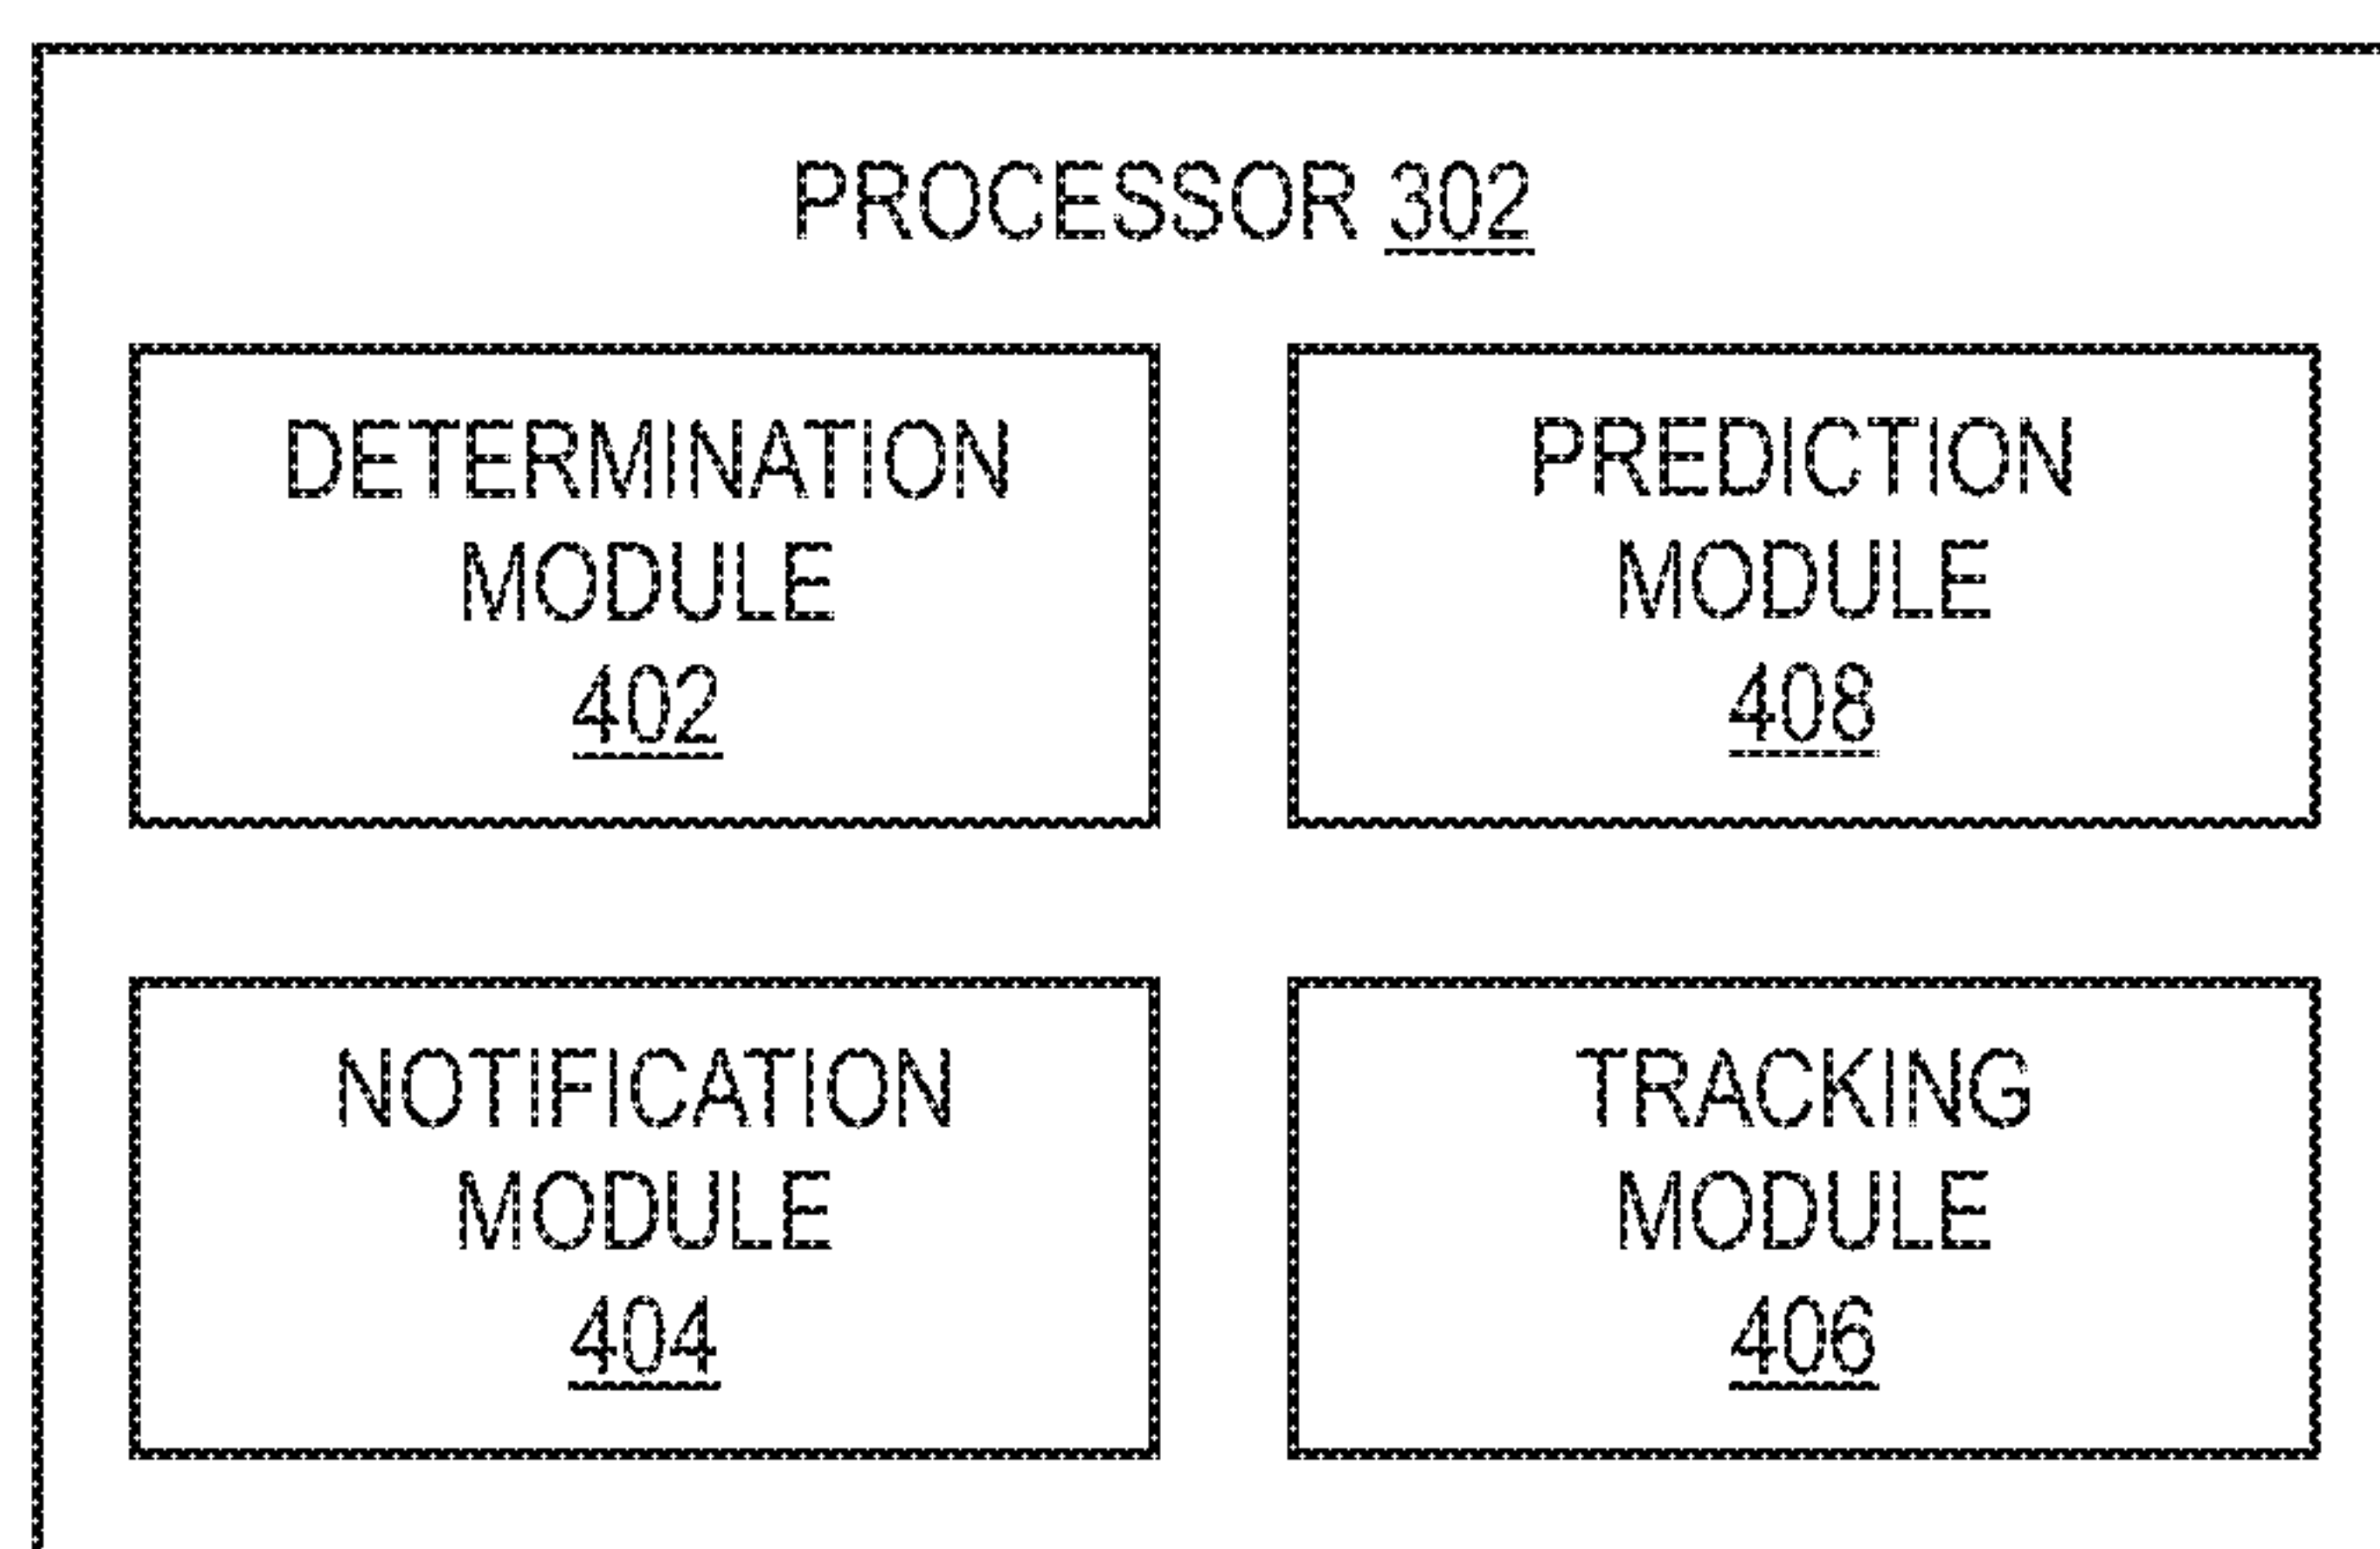 PROCESSOR 302
DETERMINATION
MODULE
402
PREDICTION
MODULE
408
NOTIFICATION
MODULE
404
TRACKING
MODULE
406